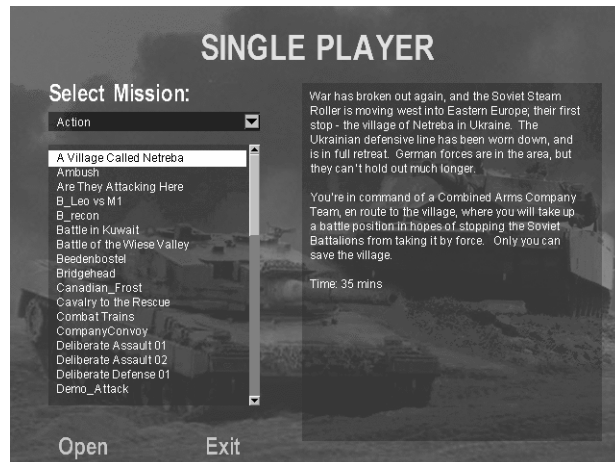 SINGLE PLAYER
Select Mission:
Action
A Village Called Netreba
Ambush
Are They Attacking Here
B_Leo vs M1
B_recon
Battle in Kuwait
Battle of the Wiese Valley
Beedenbostel
Bridgehead
Canadian_Frost
Cavalry to the Rescue
Combat Trains
CompanyConvoy
Deliberate Assault 01
Deliberate Assault 02
Deliberate Defense 01
Demo_Attack
War has broken out again, and the Soviet Steam
Roller is moving west into Eastern Europe; their first
stop - the village of Netreba in Ukraine. The
Ukrainian defensive line has been worn down, and
is in full retreat. German forces are in the area, but
they can't hold out much longer.
You're in command of a Combined Arms Company
Team, en route to the village, where you will take up
a battle position in hopes of stopping the Soviet
Battalions from taking it by force. Only you can
save the village.
Time: 35 mins
Open Exit